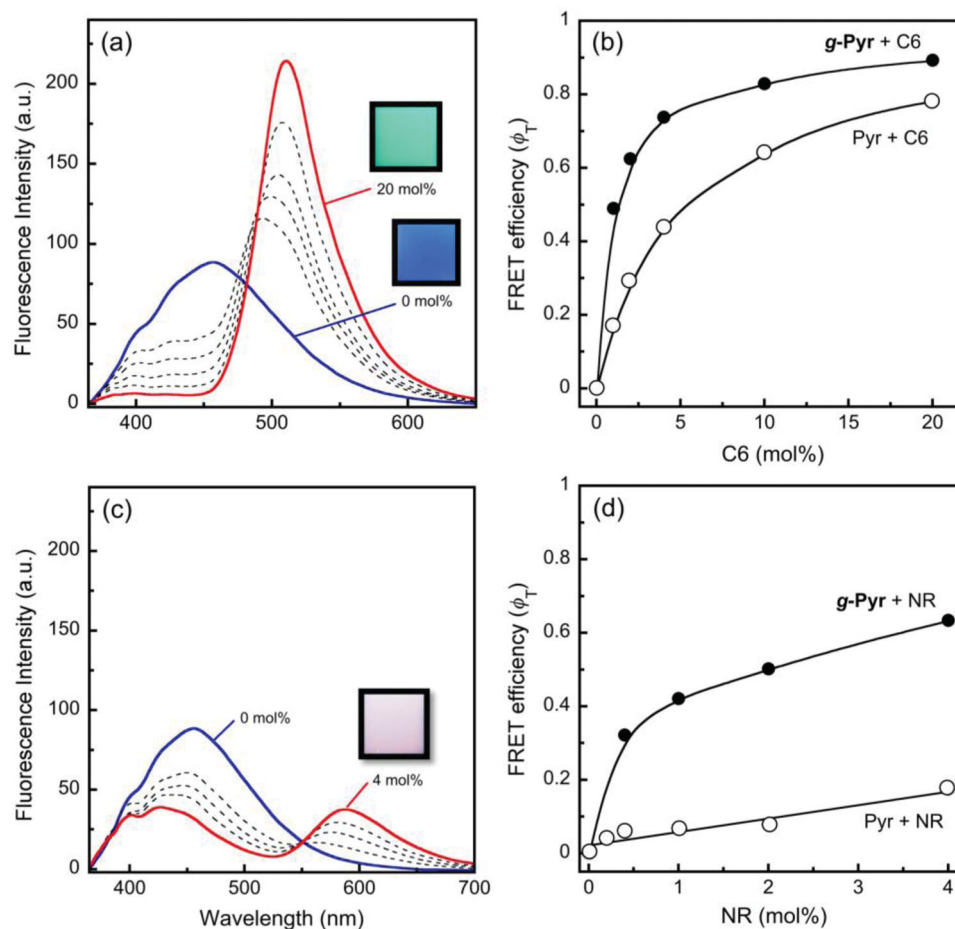 (a)
Fluorescence Intensity (a.u.)
200
150
100
50
0
20 mol%
0 mol%
400
500
600
(b)
FRET efficiency (ϕT)
1
0.8
0.6
0.4
0.2
0
g-Pyr + C6
Pyr + C6
0
5
10
15
20
C6 (mol%)
(c)
Fluorescence Intensity (a.u.)
200
150
100
50
0
0 mol%
4 mol%
400
500
600
700
Wavelength (nm)
(d)
FRET efficiency (ϕT)
1
0.8
0.6
0.4
0.2
0
g-Pyr + NR
Pyr + NR
0
1
2
3
4
NR (mol%)